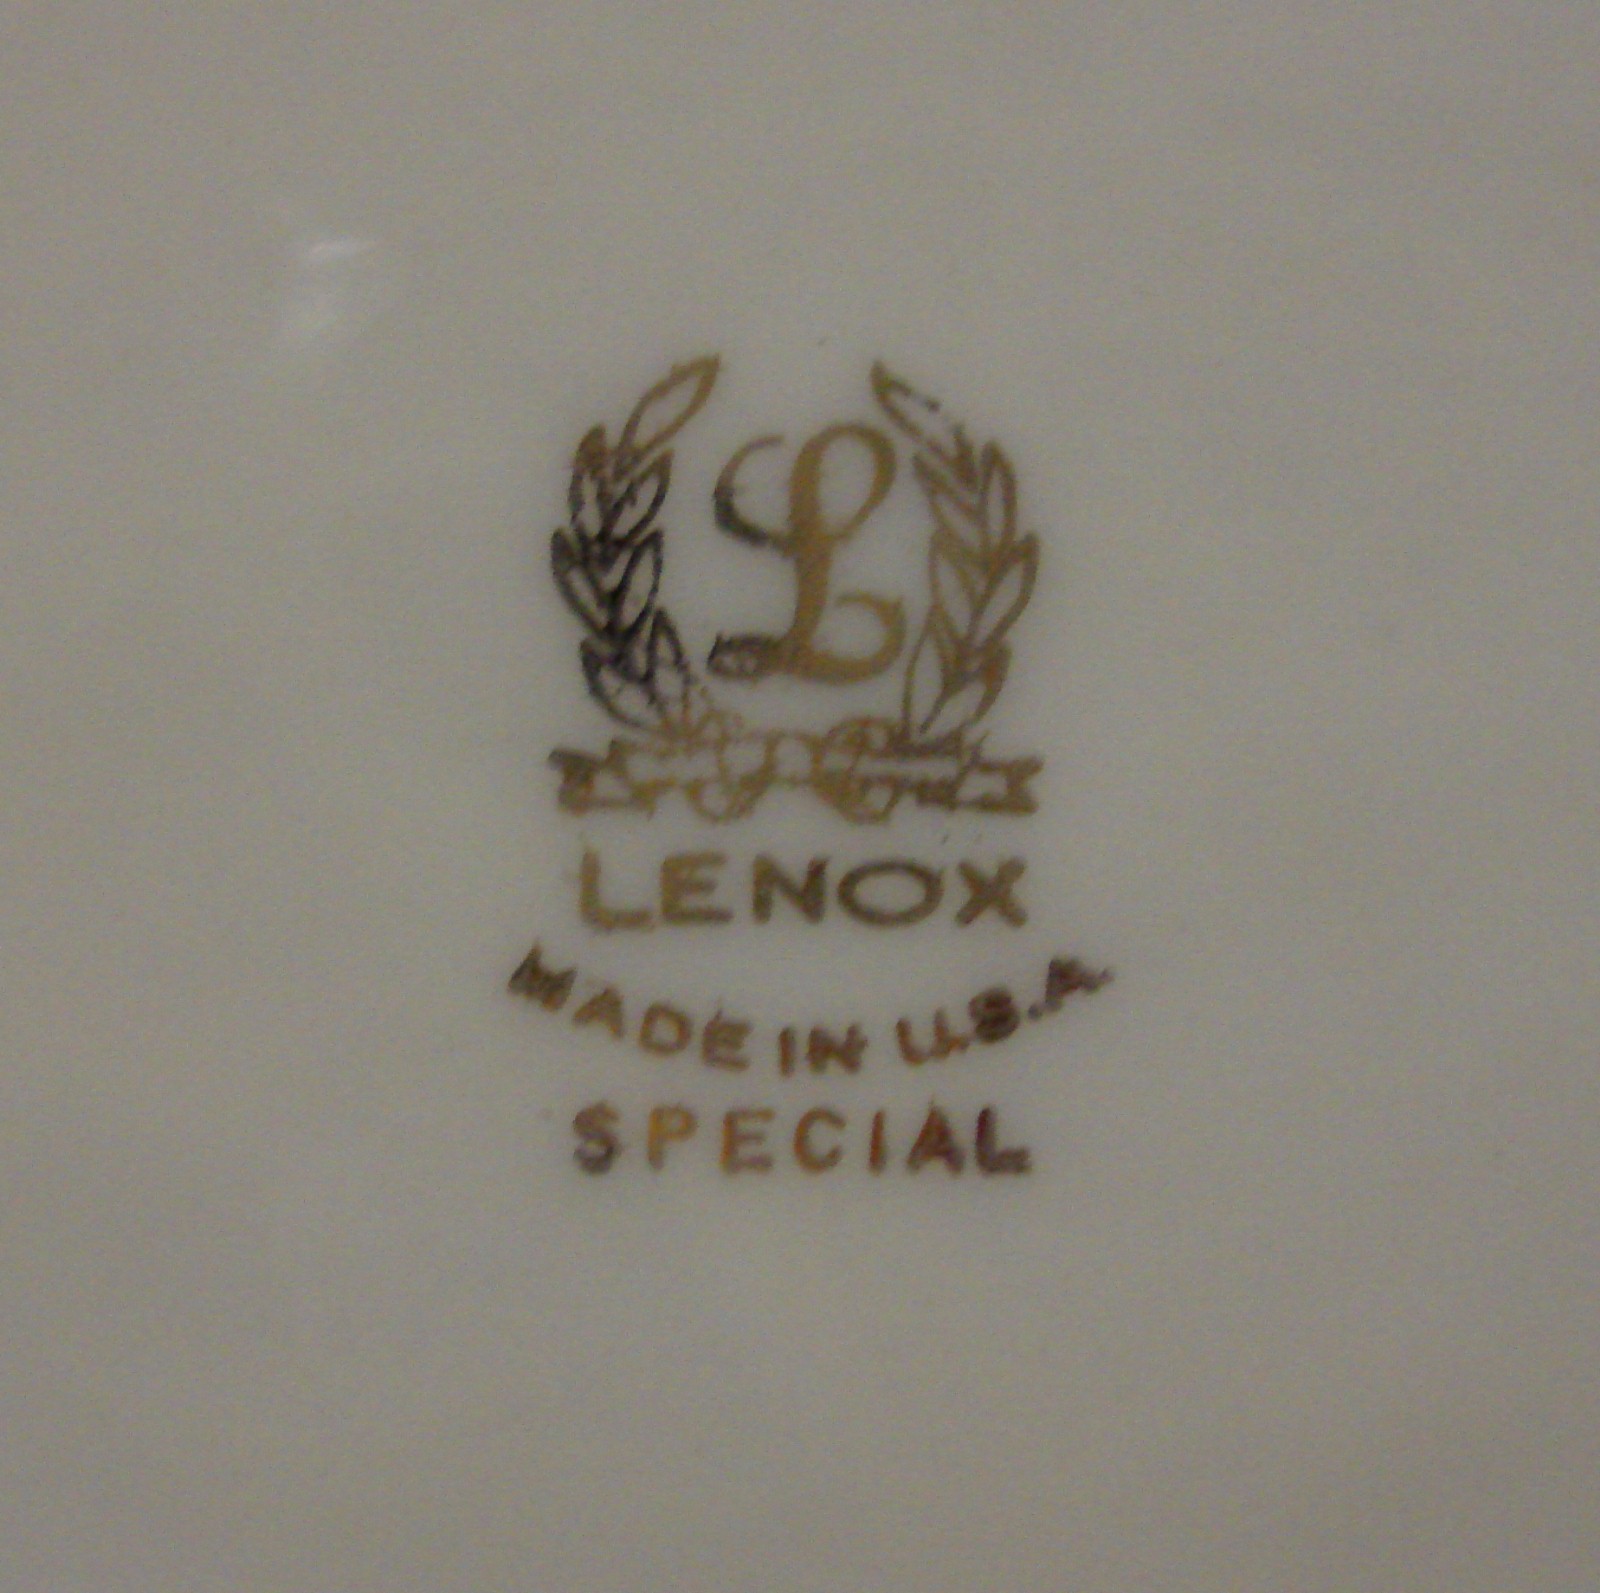 L
LENOX
MADE IN U.S.A.
SPECIAL